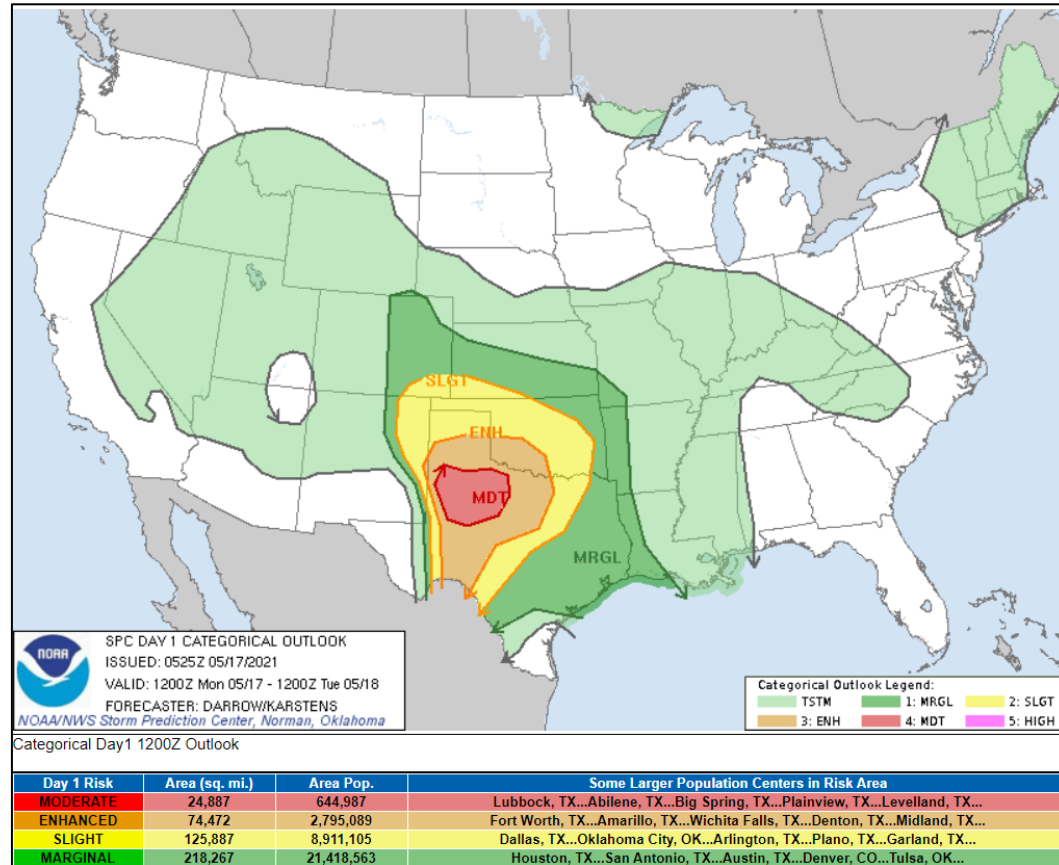 SLGT
ENH
MDT
MRGL
NOAA
SPC DAY 1 CATEGORICAL OUTLOOK
ISSUED: 0525Z 05/17/2021
VALID: 1200Z Mon 05/17 - 1200Z Tue 05/18
FORECASTER: DARROW/KARSTENS
NOAA/NWS Storm Prediction Center, Norman, Oklahoma
Categorical Outlook Legend:
TSTM 1: MRGL 2: SLGT
3: ENH 4: MDT 5: HIGH
Categorical Day1 1200Z Outlook
Day 1 Risk Area (sq. mi.) Area Pop. Some Larger Population Centers in Risk Area
MODERATE 24,887 644,987 Lubbock, TX...Abilene, TX...Big Spring, TX...Plainview, TX...Levelland, TX...
ENHANCED 74,472 2,795,089 Fort Worth, TX...Amarillo, TX...Wichita Falls, TX...Denton, TX...Midland, TX...
SLIGHT 125,887 8,911,105 Dallas, TX...Oklahoma City, OK...Arlington, TX...Plano, TX...Garland, TX...
MARGINAL 218,267 21,418,563 Houston, TX...San Antonio, TX...Austin, TX...Denver, CO...Tulsa, OK...